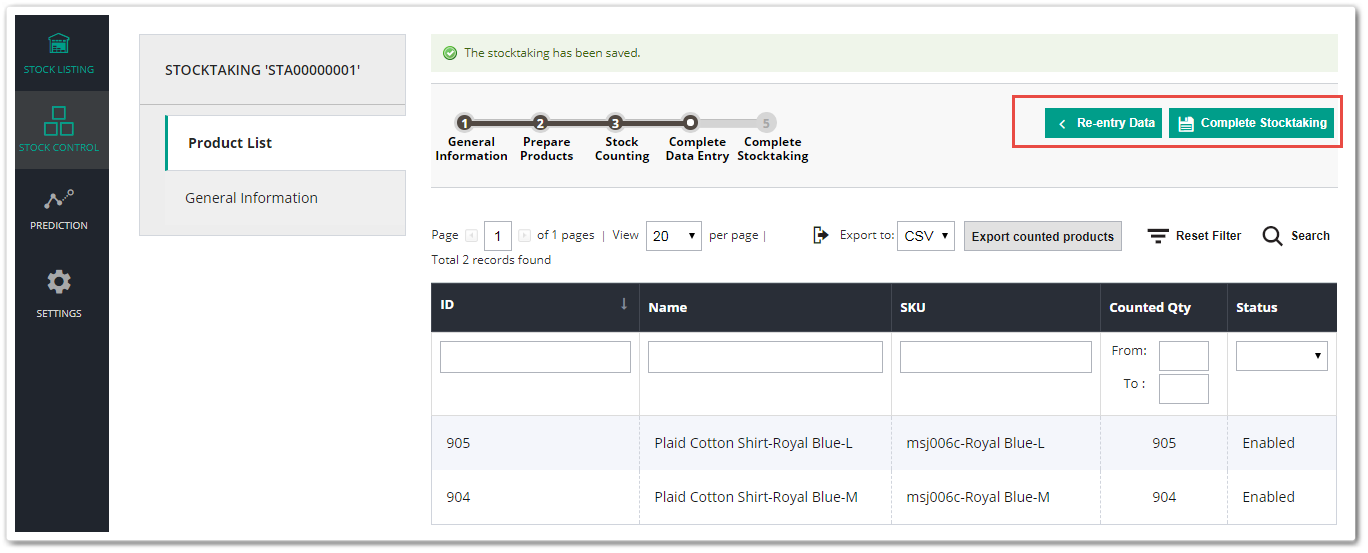 STOCK LISTING
STOCK CONTROL
PREDICTION
SETTINGS
STOCKTAKING 'STA00000001'
Product List
General Information
The stocktaking has been saved.
1 2 3 5
General Information
Prepare Products
Stock Counting
Complete Data Entry
Complete Stocktaking
Re-entry Data
Complete Stocktaking
Page 1 of 1 pages | View 20 per page |
Total 2 records found
Export to: CSV Export counted products
Reset Filter
Search
ID Name SKU Counted Qty Status
From:
To :
905 Plaid Cotton Shirt-Royal Blue-L msj006c-Royal Blue-L 905 Enabled
904 Plaid Cotton Shirt-Royal Blue-M msj006c-Royal Blue-M 904 Enabled